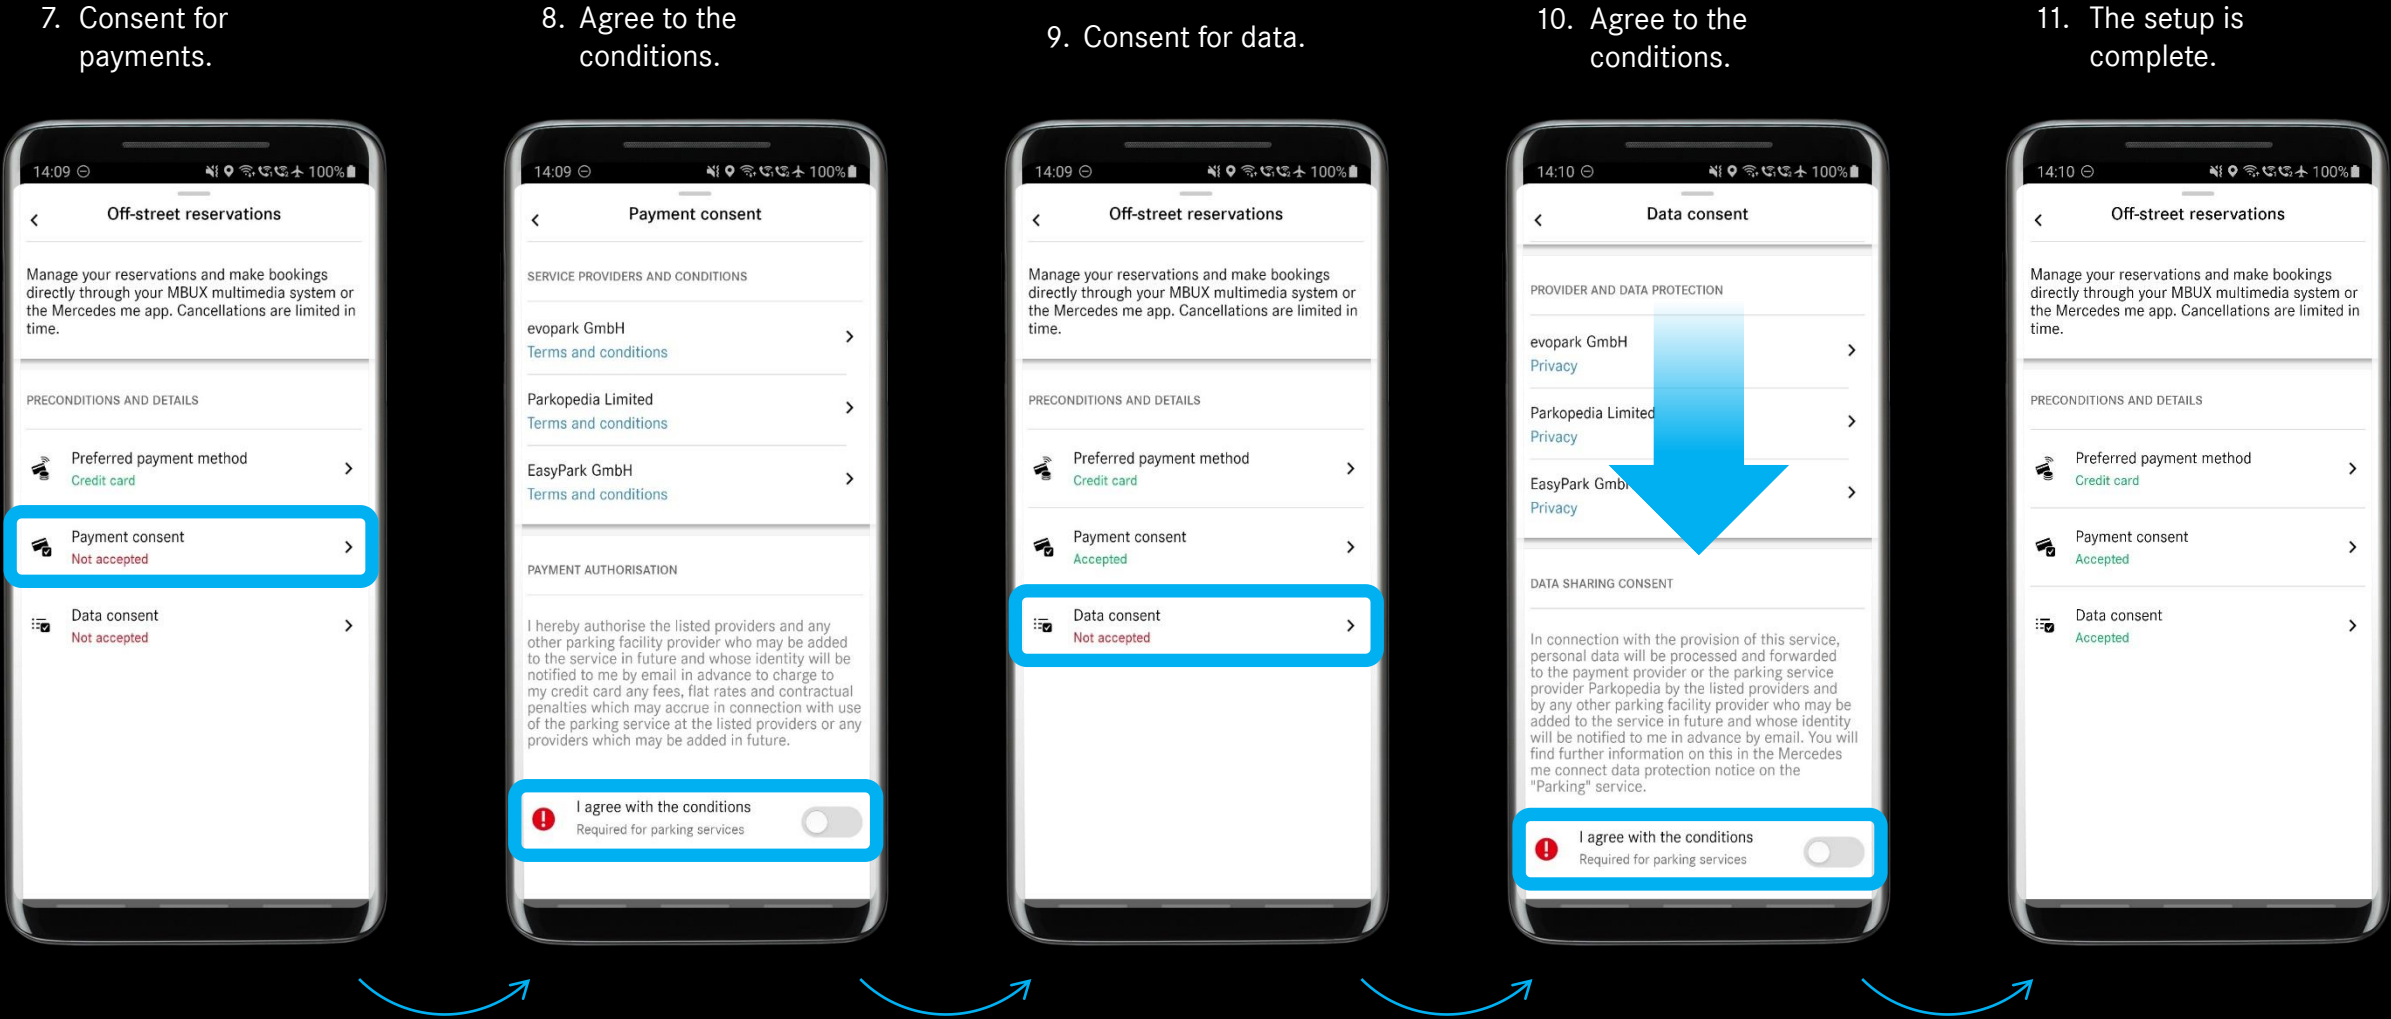 7. Consent for
payments.
14:09 100%
Off-street reservations
Manage your reservations and make bookings
directly through your MBUX multimedia system or
the Mercedes me app. Cancellations are limited in
time.
PRECONDITIONS AND DETAILS
Preferred payment method
Credit card
Payment consent
Not accepted
Data consent
Not accepted
8. Agree to the
conditions.
14:09 100%
Payment consent
SERVICE PROVIDERS AND CONDITIONS
evopark GmbH
Terms and conditions
Parkopedia Limited
Terms and conditions
EasyPark GmbH
Terms and conditions
PAYMENT AUTHORISATION
I hereby authorise the listed providers and any
other parking facility provider who may be added
to the service in future and whose identity will be
notified to me by email in advance to charge to
my credit card any fees, flat rates and contractual
penalties which may accrue in connection with use
of the parking service at the listed providers or any
providers which may be added in future.
I agree with the conditions
Required for parking services
9. Consent for data.
14:09 100%
Off-street reservations
Manage your reservations and make bookings
directly through your MBUX multimedia system or
the Mercedes me app. Cancellations are limited in
time.
PRECONDITIONS AND DETAILS
Preferred payment method
Credit card
Payment consent
Accepted
Data consent
Not accepted
10. Agree to the
conditions.
14:10 100%
Data consent
PROVIDER AND DATA PROTECTION
evopark GmbH
Privacy
Parkopedia Limited
Privacy
EasyPark GmbH
Privacy
DATA SHARING CONSENT
In connection with the provision of this service,
personal data will be processed and forwarded
to the payment provider or the parking service
provider Parkopedia by the listed providers and
by any other parking facility provider who may be
added to the service in future and whose identity
will be notified to me in advance by email. You will
find further information on this in the Mercedes
me connect data protection notice on the
"Parking" service.
I agree with the conditions
Required for parking services
11. The setup is
complete.
14:10 100%
Off-street reservations
Manage your reservations and make bookings
directly through your MBUX multimedia system or
the Mercedes me app. Cancellations are limited in
time.
PRECONDITIONS AND DETAILS
Preferred payment method
Credit card
Payment consent
Accepted
Data consent
Accepted